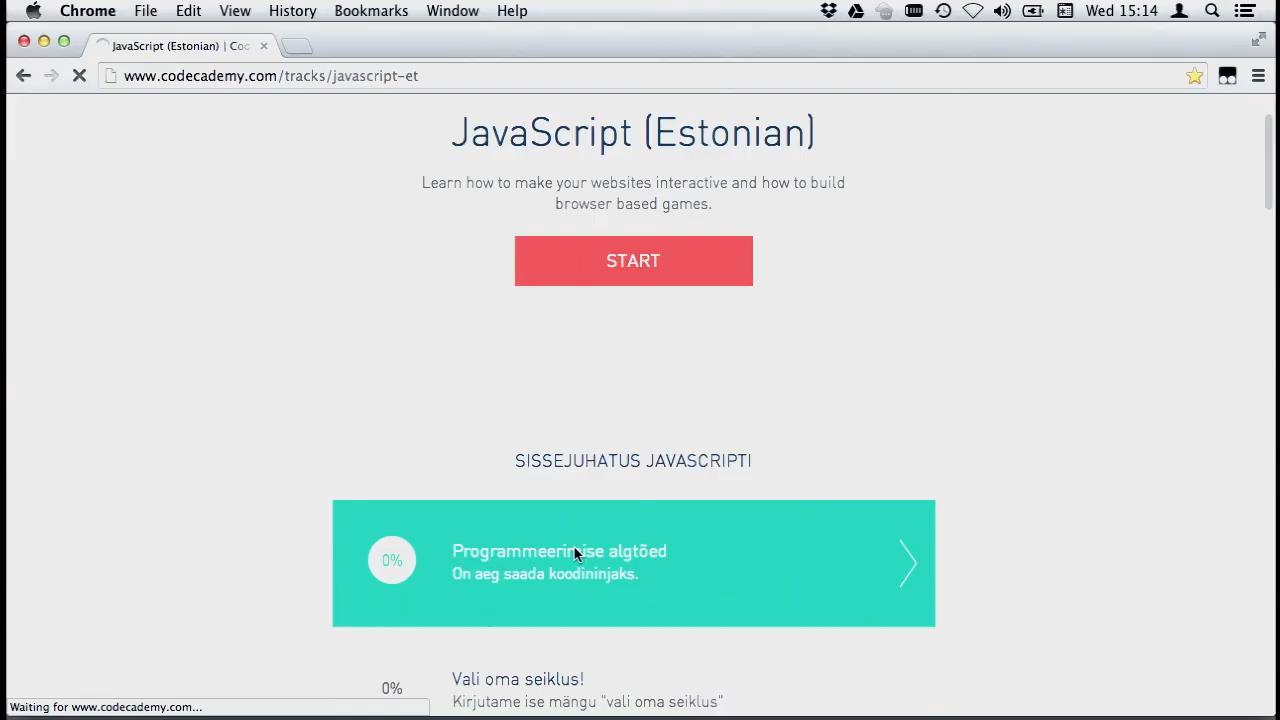 Chrome File Edit View History Bookmarks Window Help Wed 15:14
JavaScript (Estonian) | Coc
www.codecademy.com/tracks/javascript-et
JavaScript (Estonian)
Learn how to make your websites interactive and how to build
browser based games.
START
SISSEJUHATUS JAVASCRIPTI
0%
Programmeerimise algtõed
On aeg saada koodininjaks.
0%
Vali oma seiklus!
Kirjutame ise mängu "vali oma seiklus"
Waiting for www.codecademy.com...